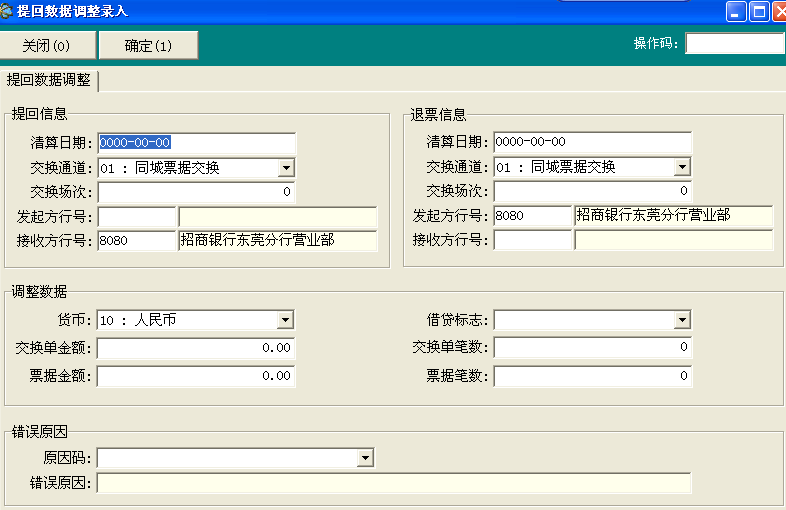 提回数据调整录入
关闭(0) 确定(1) 操作码:
提回数据调整
提回信息 退票信息
清算日期: 0000-00-00 清算日期: 0000-00-00
交换通道: 01 : 同城票据交换 交换通道: 01 : 同城票据交换
交换场次: 0 交换场次: 0
发起方行号: 发起方行号: 8080 招商银行东莞分行营业部
接收方行号: 8080 招商银行东莞分行营业部 接收方行号:
调整数据
货币: 10 : 人民币 借贷标志:
交换单金额: 0.00 交换单笔数: 0
票据金额: 0.00 票据笔数: 0
错误原因
原因码:
错误原因: